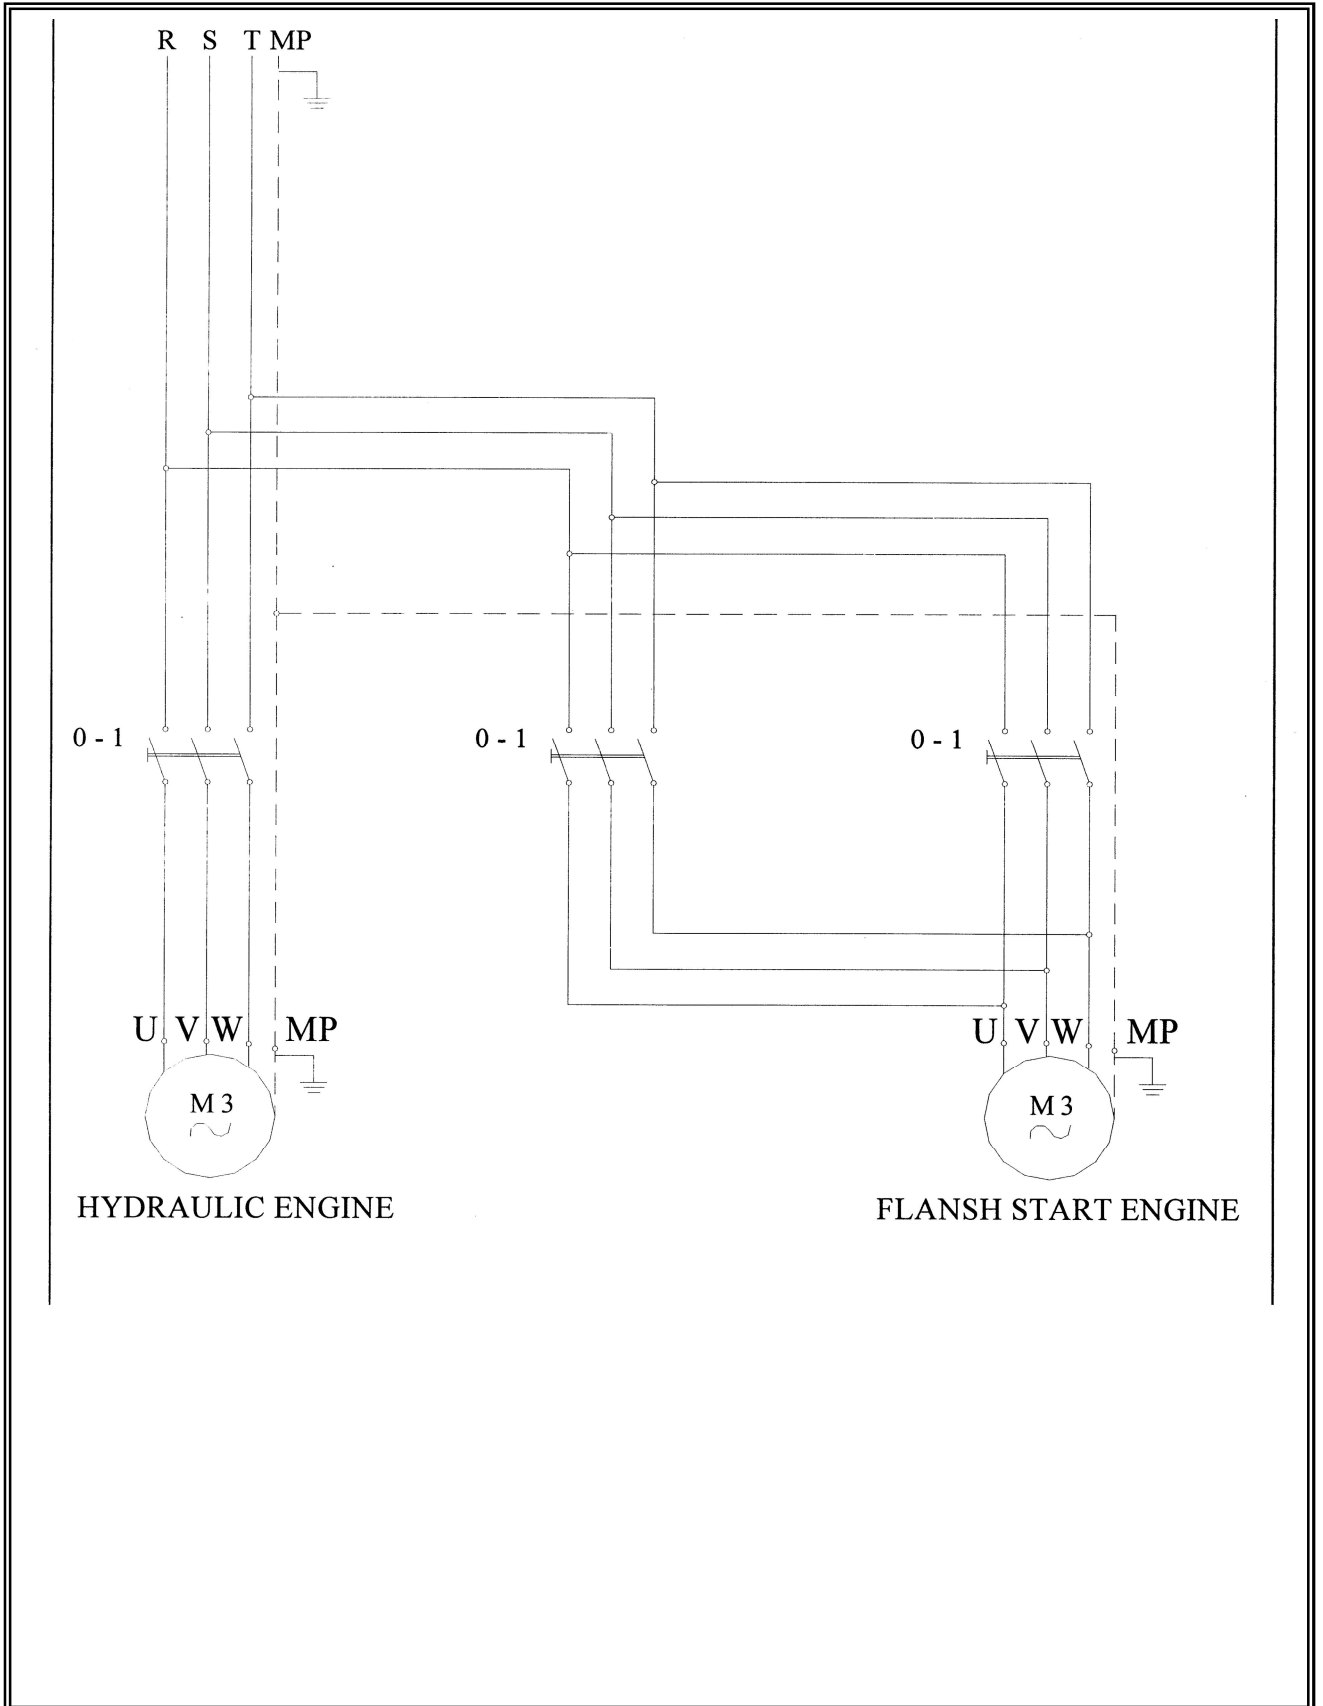 R S T MP
0 - 1 0 - 1 0 - 1
U V W MP U V W MP
M 3 M 3
HYDRAULIC ENGINE FLANSH START ENGINE